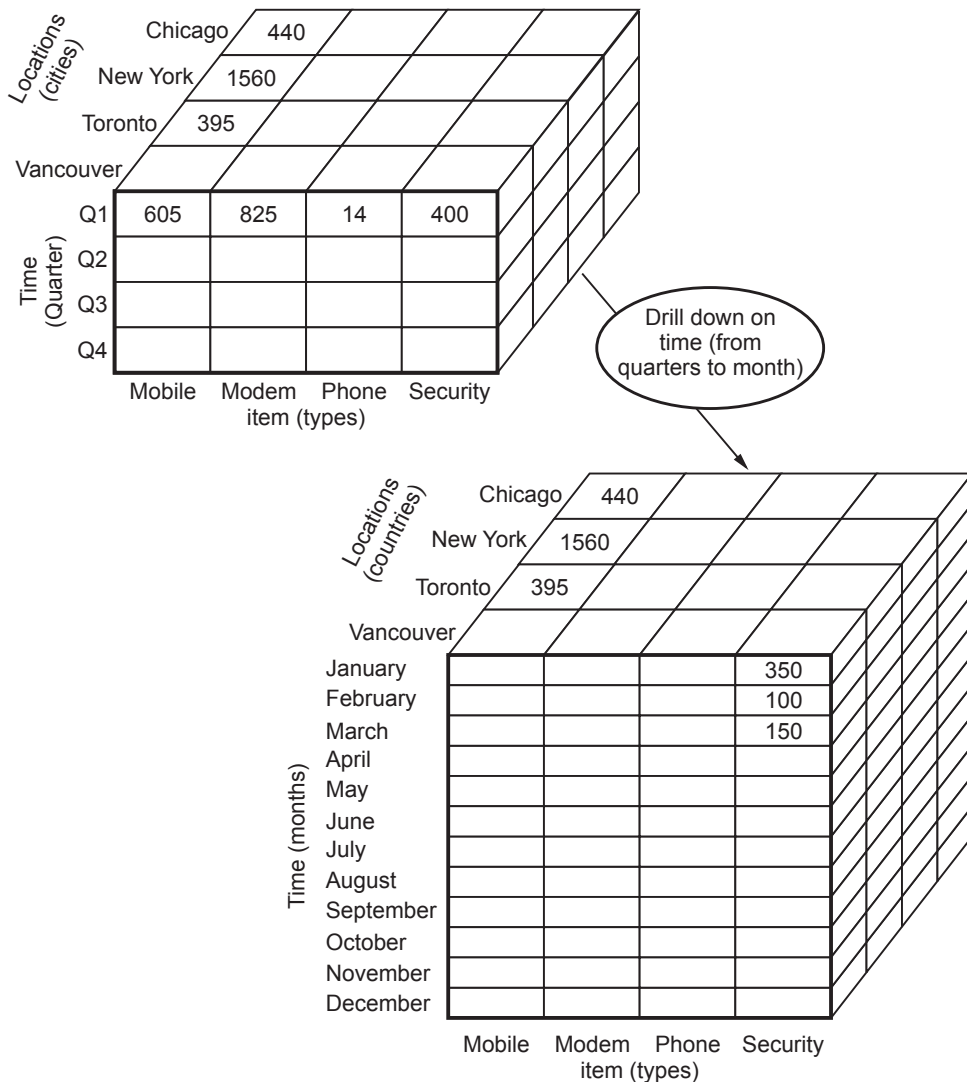 Locations
(cities)
Chicago 440
New York 1560
Toronto 395
Vancouver
Time
(Quarter)
Q1 605 825 14 400
Q2
Q3
Q4
Mobile Modem Phone Security
item (types)
Drill down on
time (from
quarters to month)
Locations
(countries)
Chicago 440
New York 1560
Toronto 395
Vancouver
Time (months)
January 350
February 100
March 150
April
May
June
July
August
September
October
November
December
Mobile Modem Phone Security
item (types)